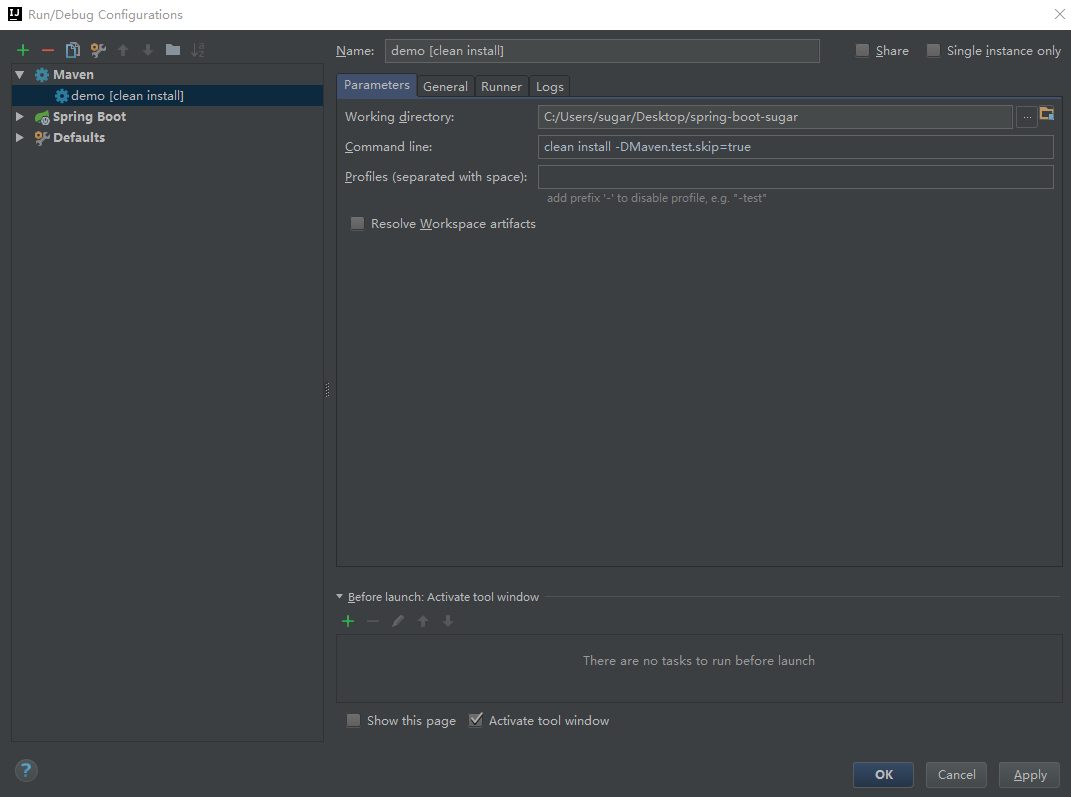 Run/Debug Configurations
Name: demo [clean install] Share Single instance only
Maven
demo [clean install]
Spring Boot
Defaults
Parameters General Runner Logs
Working directory: C:/Users/sugar/Desktop/spring-boot-sugar ...
Command line: clean install -DMaven.test.skip=true
Profiles (separated with space):
add prefix '-' to disable profile, e.g. "-test"
Resolve Workspace artifacts
Before launch: Activate tool window
There are no tasks to run before launch
Show this page Activate tool window
? OK Cancel Apply